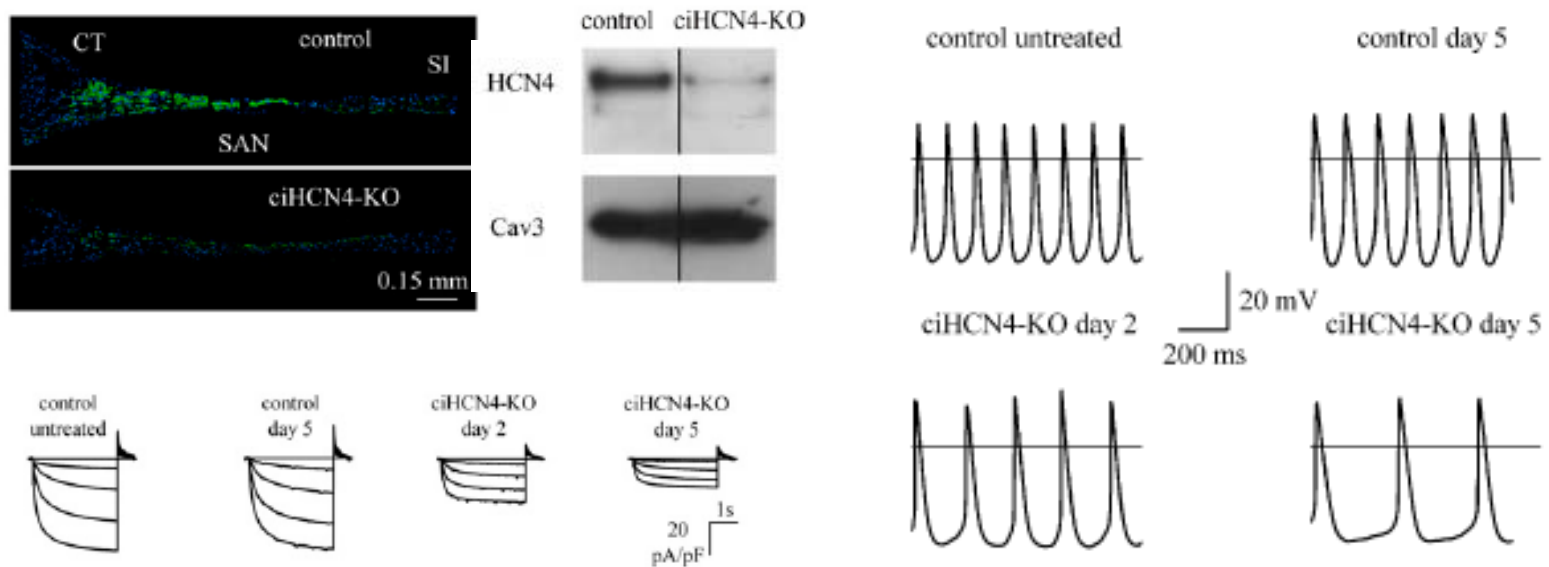 CT
control
SI
SAN
ciHCN4-KO
0.15 mm
control ciHCN4-KO
HCN4
Cav3
control
untreated
control
day 5
ciHCN4-KO
day 2
ciHCN4-KO
day 5
1s
20
pA/pF
control untreated
control day 5
20 mV
200 ms
ciHCN4-KO day 2
ciHCN4-KO day 5